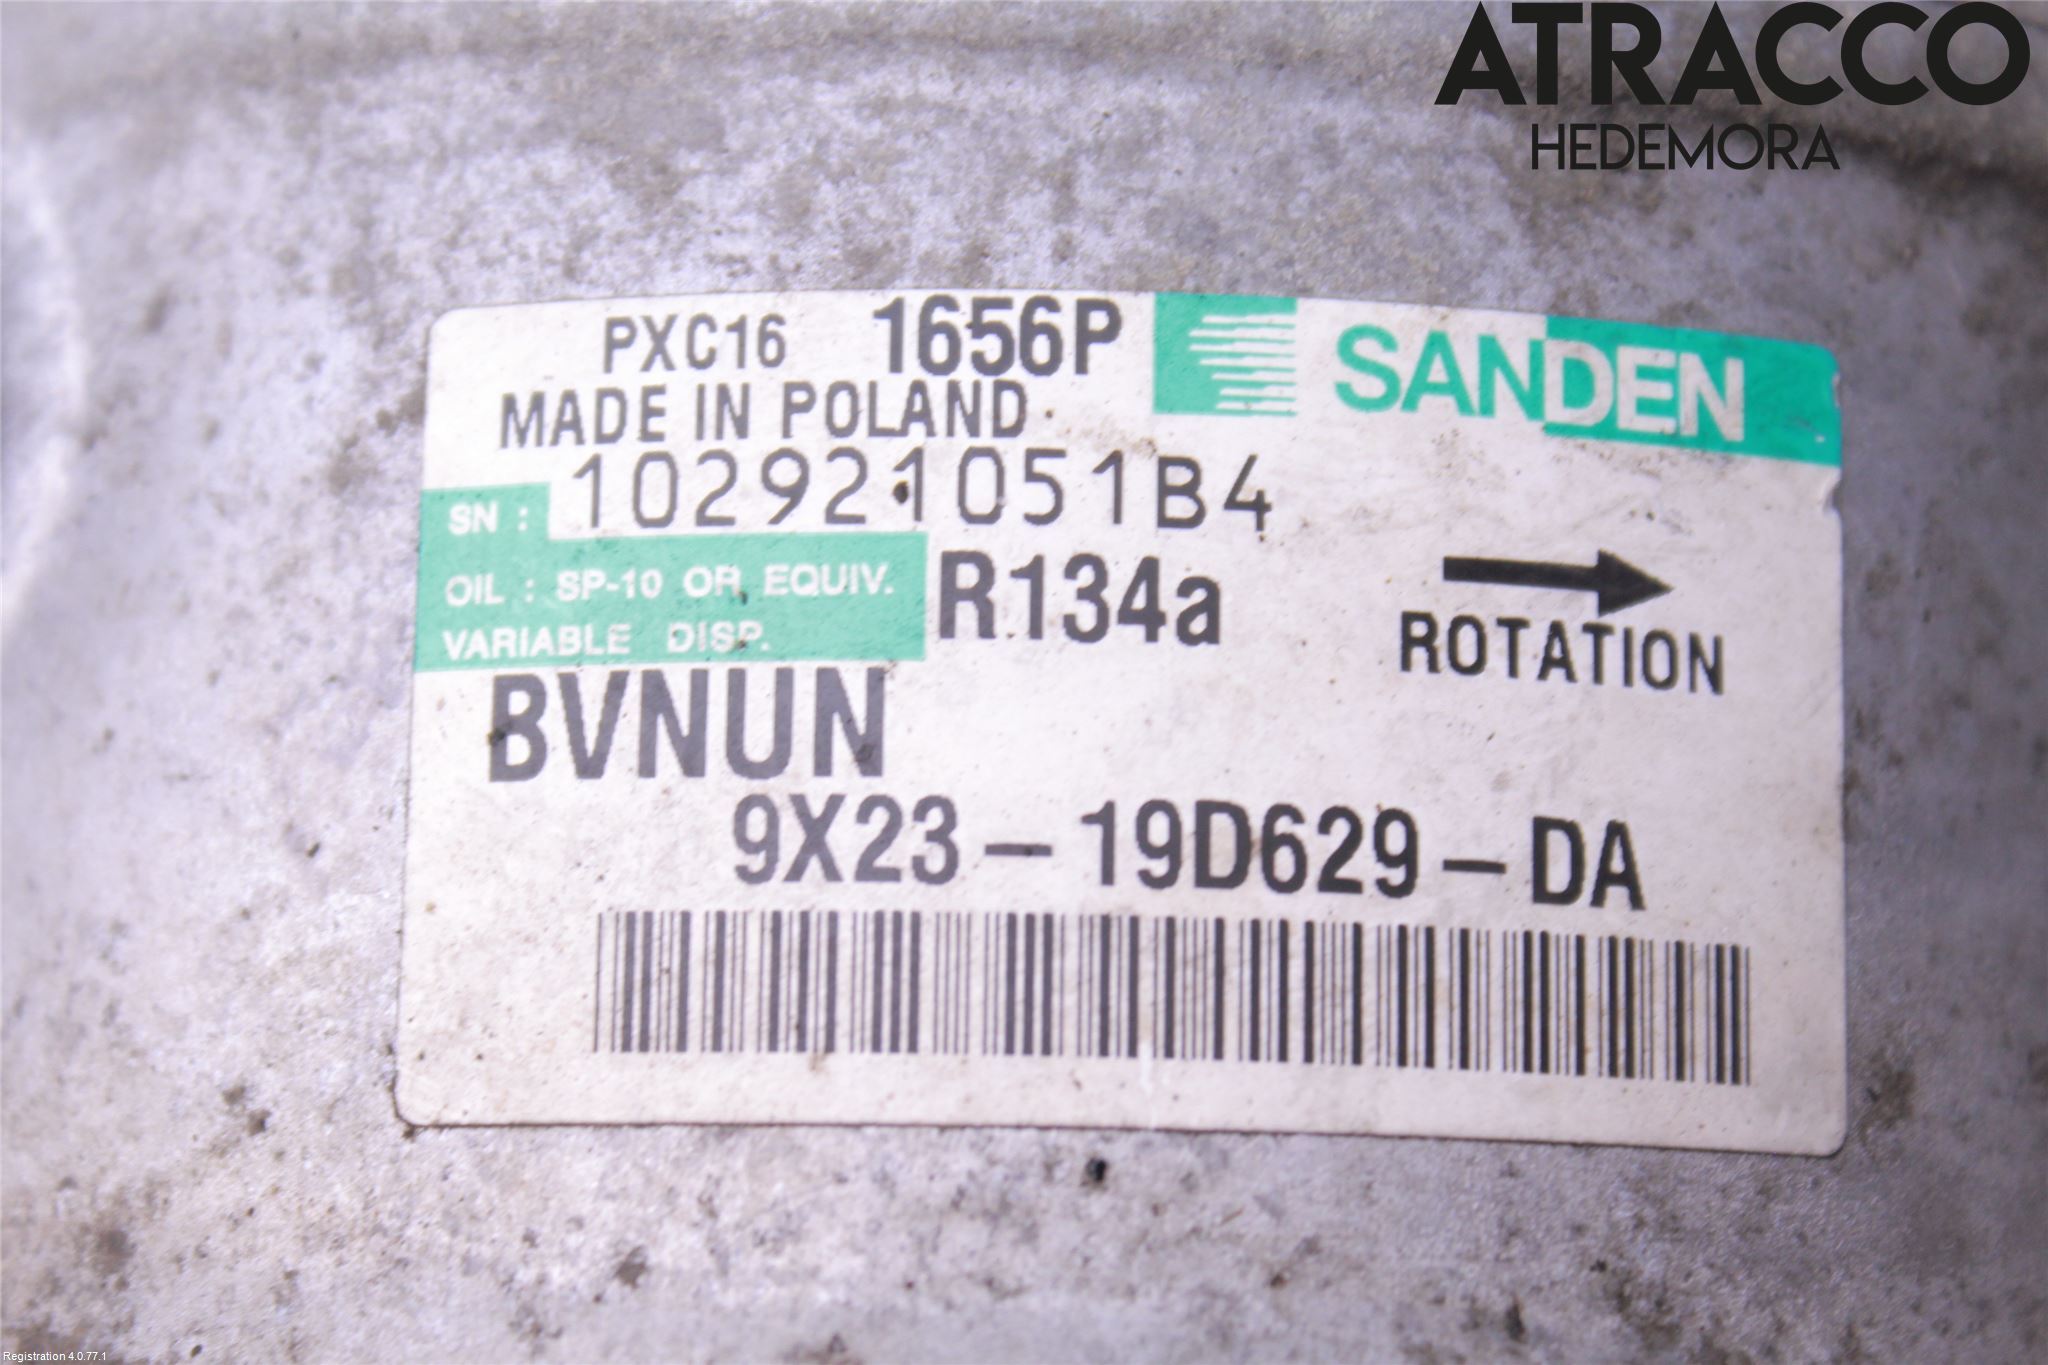 ATRACCO
HEDEMORA
PXC16 1656P SANDEN
MADE IN POLAND
SN : 102921051B4
OIL : SP-10 OR EQUIV. R134a
VARIABLE DISP.
ROTATION
BVNUN
9X23-19D629-DA
Registration 4.0.77.1